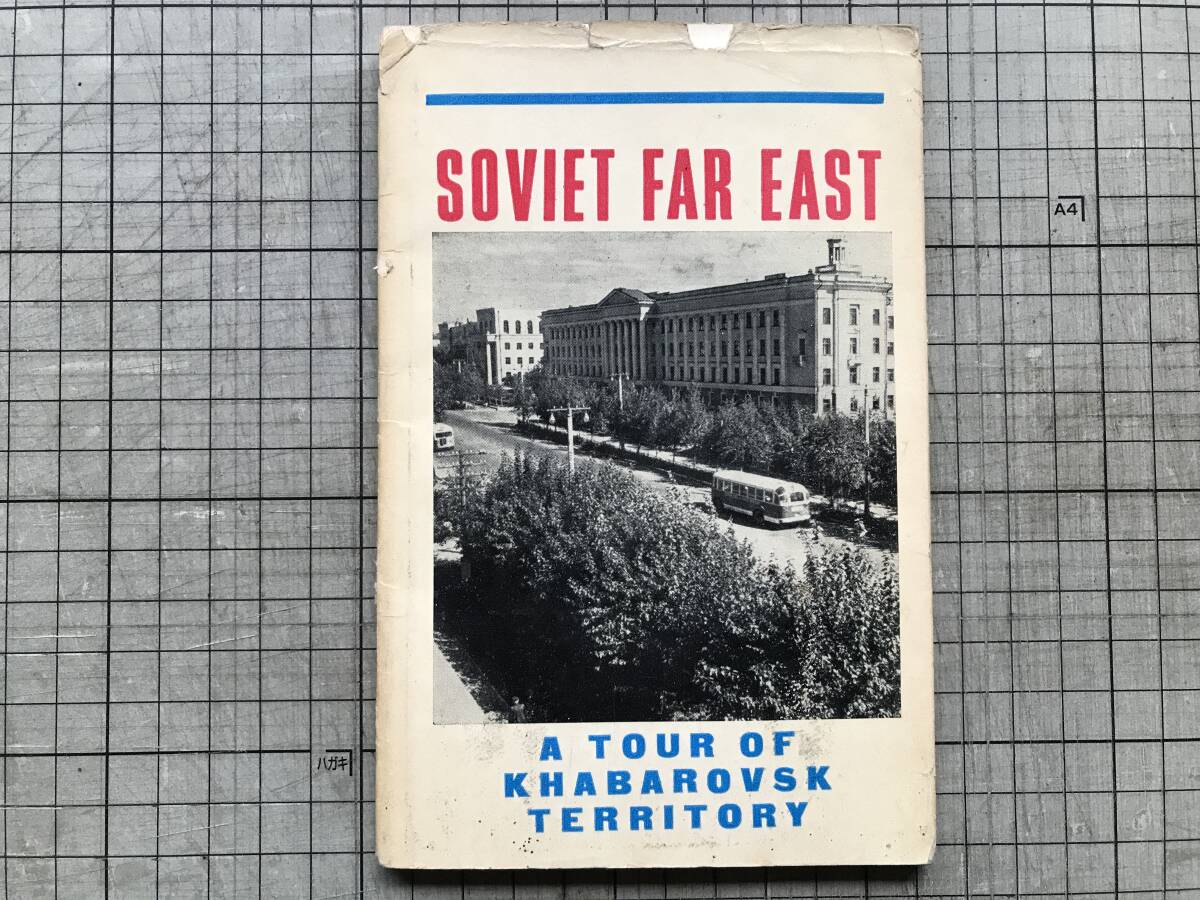 SOVIET FAR EAST
A4
ハガキ
A TOUR OF
KHABAROVSK
TERRITORY